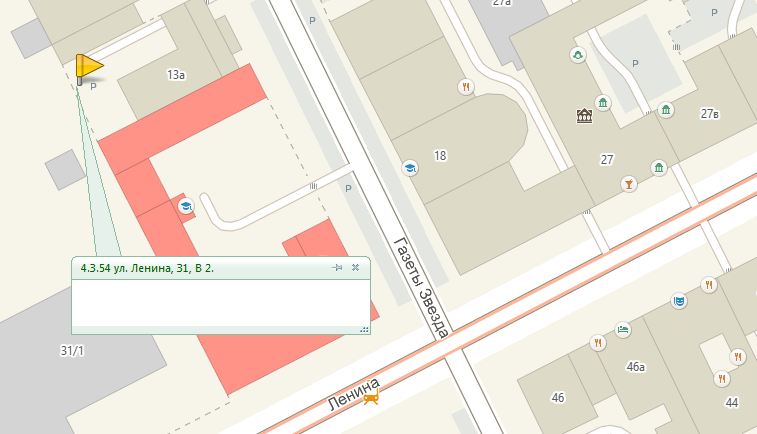 27а
P
P
13а
P
P
27в
18
27
P
Газеты Звезда
4.3.54 ул. Ленина, 31, В 2.
31/1
46а
46
44
Ленина